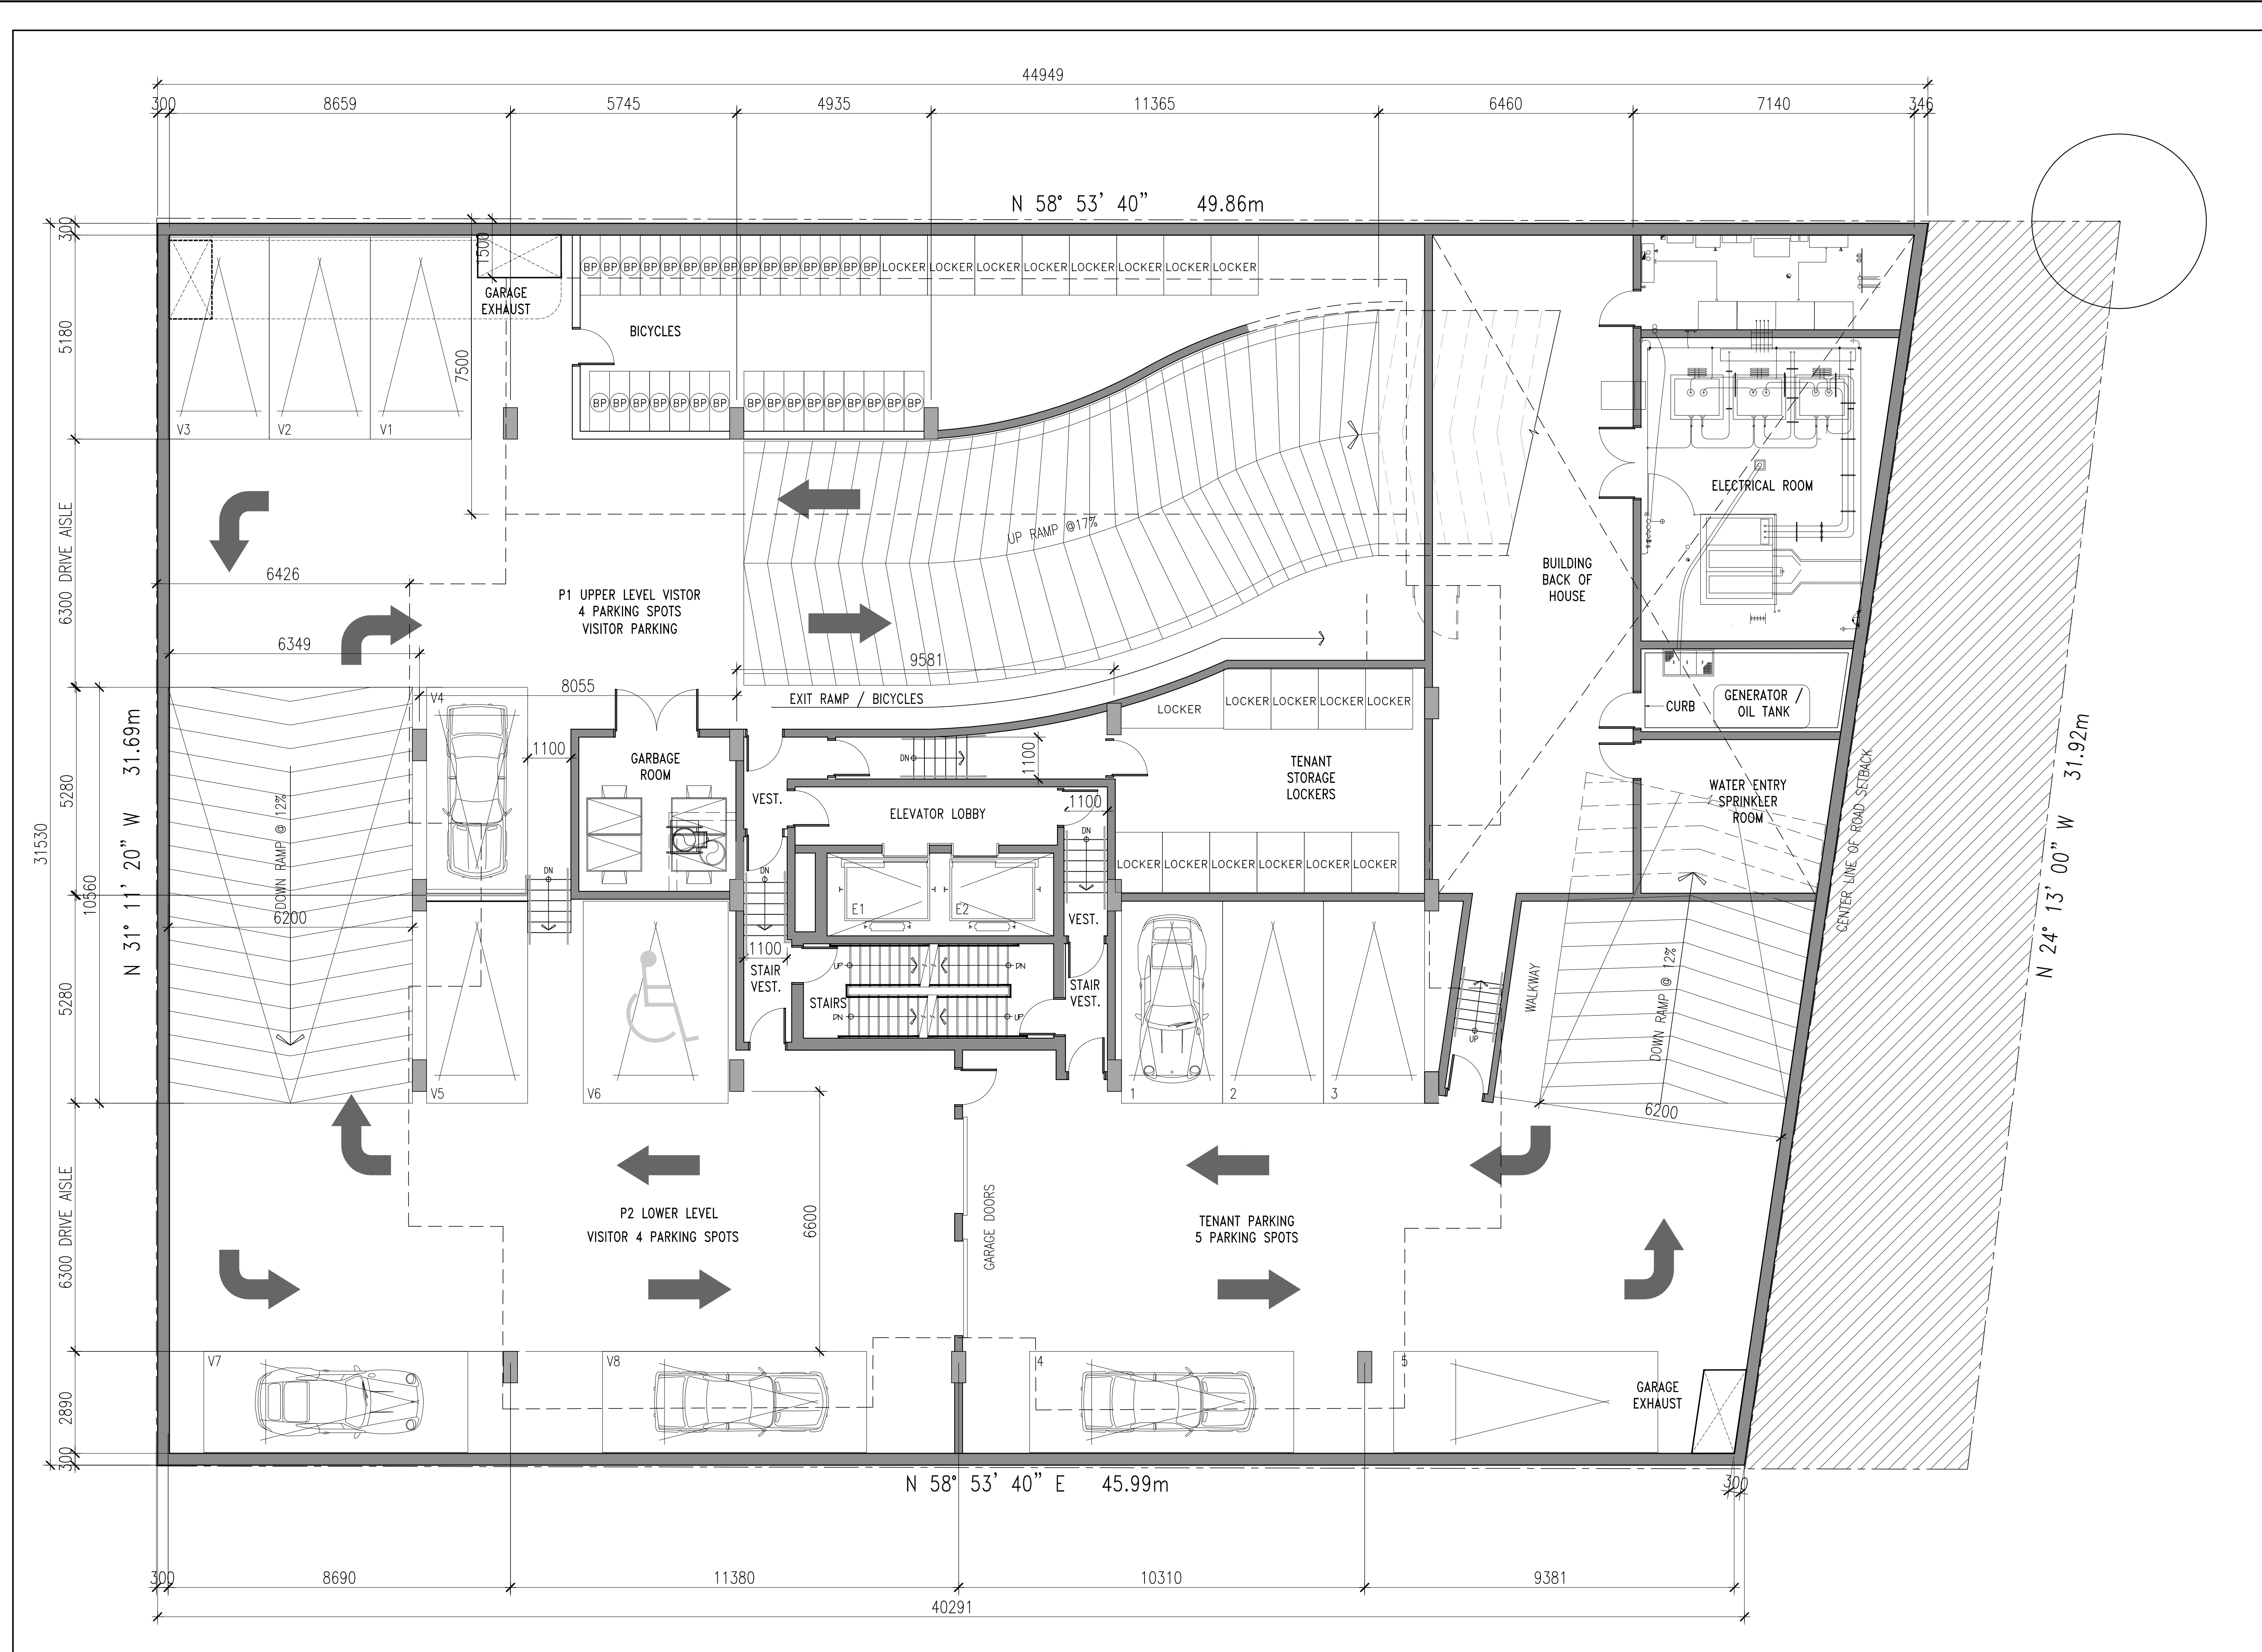 44949
300 8659 5745 4935 11365 6460 7140 346
N 58° 53' 40" 49.86m
300
1500
BP BP BP BP BP BP BP BP BP BP BP BP BP BP BP LOCKER LOCKER LOCKER LOCKER LOCKER LOCKER LOCKER LOCKER
GARAGE
EXHAUST
BICYCLES
5180
7500
BP BP BP BP BP BP BP BP BP BP BP BP BP BP BP BP
V3 V2 V1
ELECTRICAL ROOM
6300 DRIVE AISLE
UP RAMP @17%
6426
BUILDING
BACK OF
HOUSE
P1 UPPER LEVEL VISTOR
4 PARKING SPOTS
VISITOR PARKING
6349
9581
8055
V4
EXIT RAMP / BICYCLES
LOCKER LOCKER LOCKER LOCKER LOCKER
CURB
GENERATOR /
OIL TANK
N 31° 11' 20" W 31.69m
N 24° 13' 00" W 31.92m
CENTER LINE OF ROAD SETBACK
1100
GARBAGE
ROOM
DN
1100
TENANT
STORAGE
LOCKERS
5280
VEST.
ELEVATOR LOBBY
1100
WATER ENTRY
SPRINKLER
ROOM
31530
10560
DOWN RAMP @ 12%
DN
DN
DN
LOCKER LOCKER LOCKER LOCKER LOCKER LOCKER
6200
E1 E2
VEST.
1100
STAIR
VEST.
UP DN
STAIRS
DN UP
STAIR
VEST.
5280
WALKWAY
DOWN RAMP @ 12%
UP
V5 V6 1 2 3
6200
6300 DRIVE AISLE
P2 LOWER LEVEL
VISITOR 4 PARKING SPOTS
6600
GARAGE DOORS
TENANT PARKING
5 PARKING SPOTS
V7 V8 4 5
GARAGE
EXHAUST
2890
300
N 58° 53' 40" E 45.99m
300
300 8690 11380 10310 9381
40291